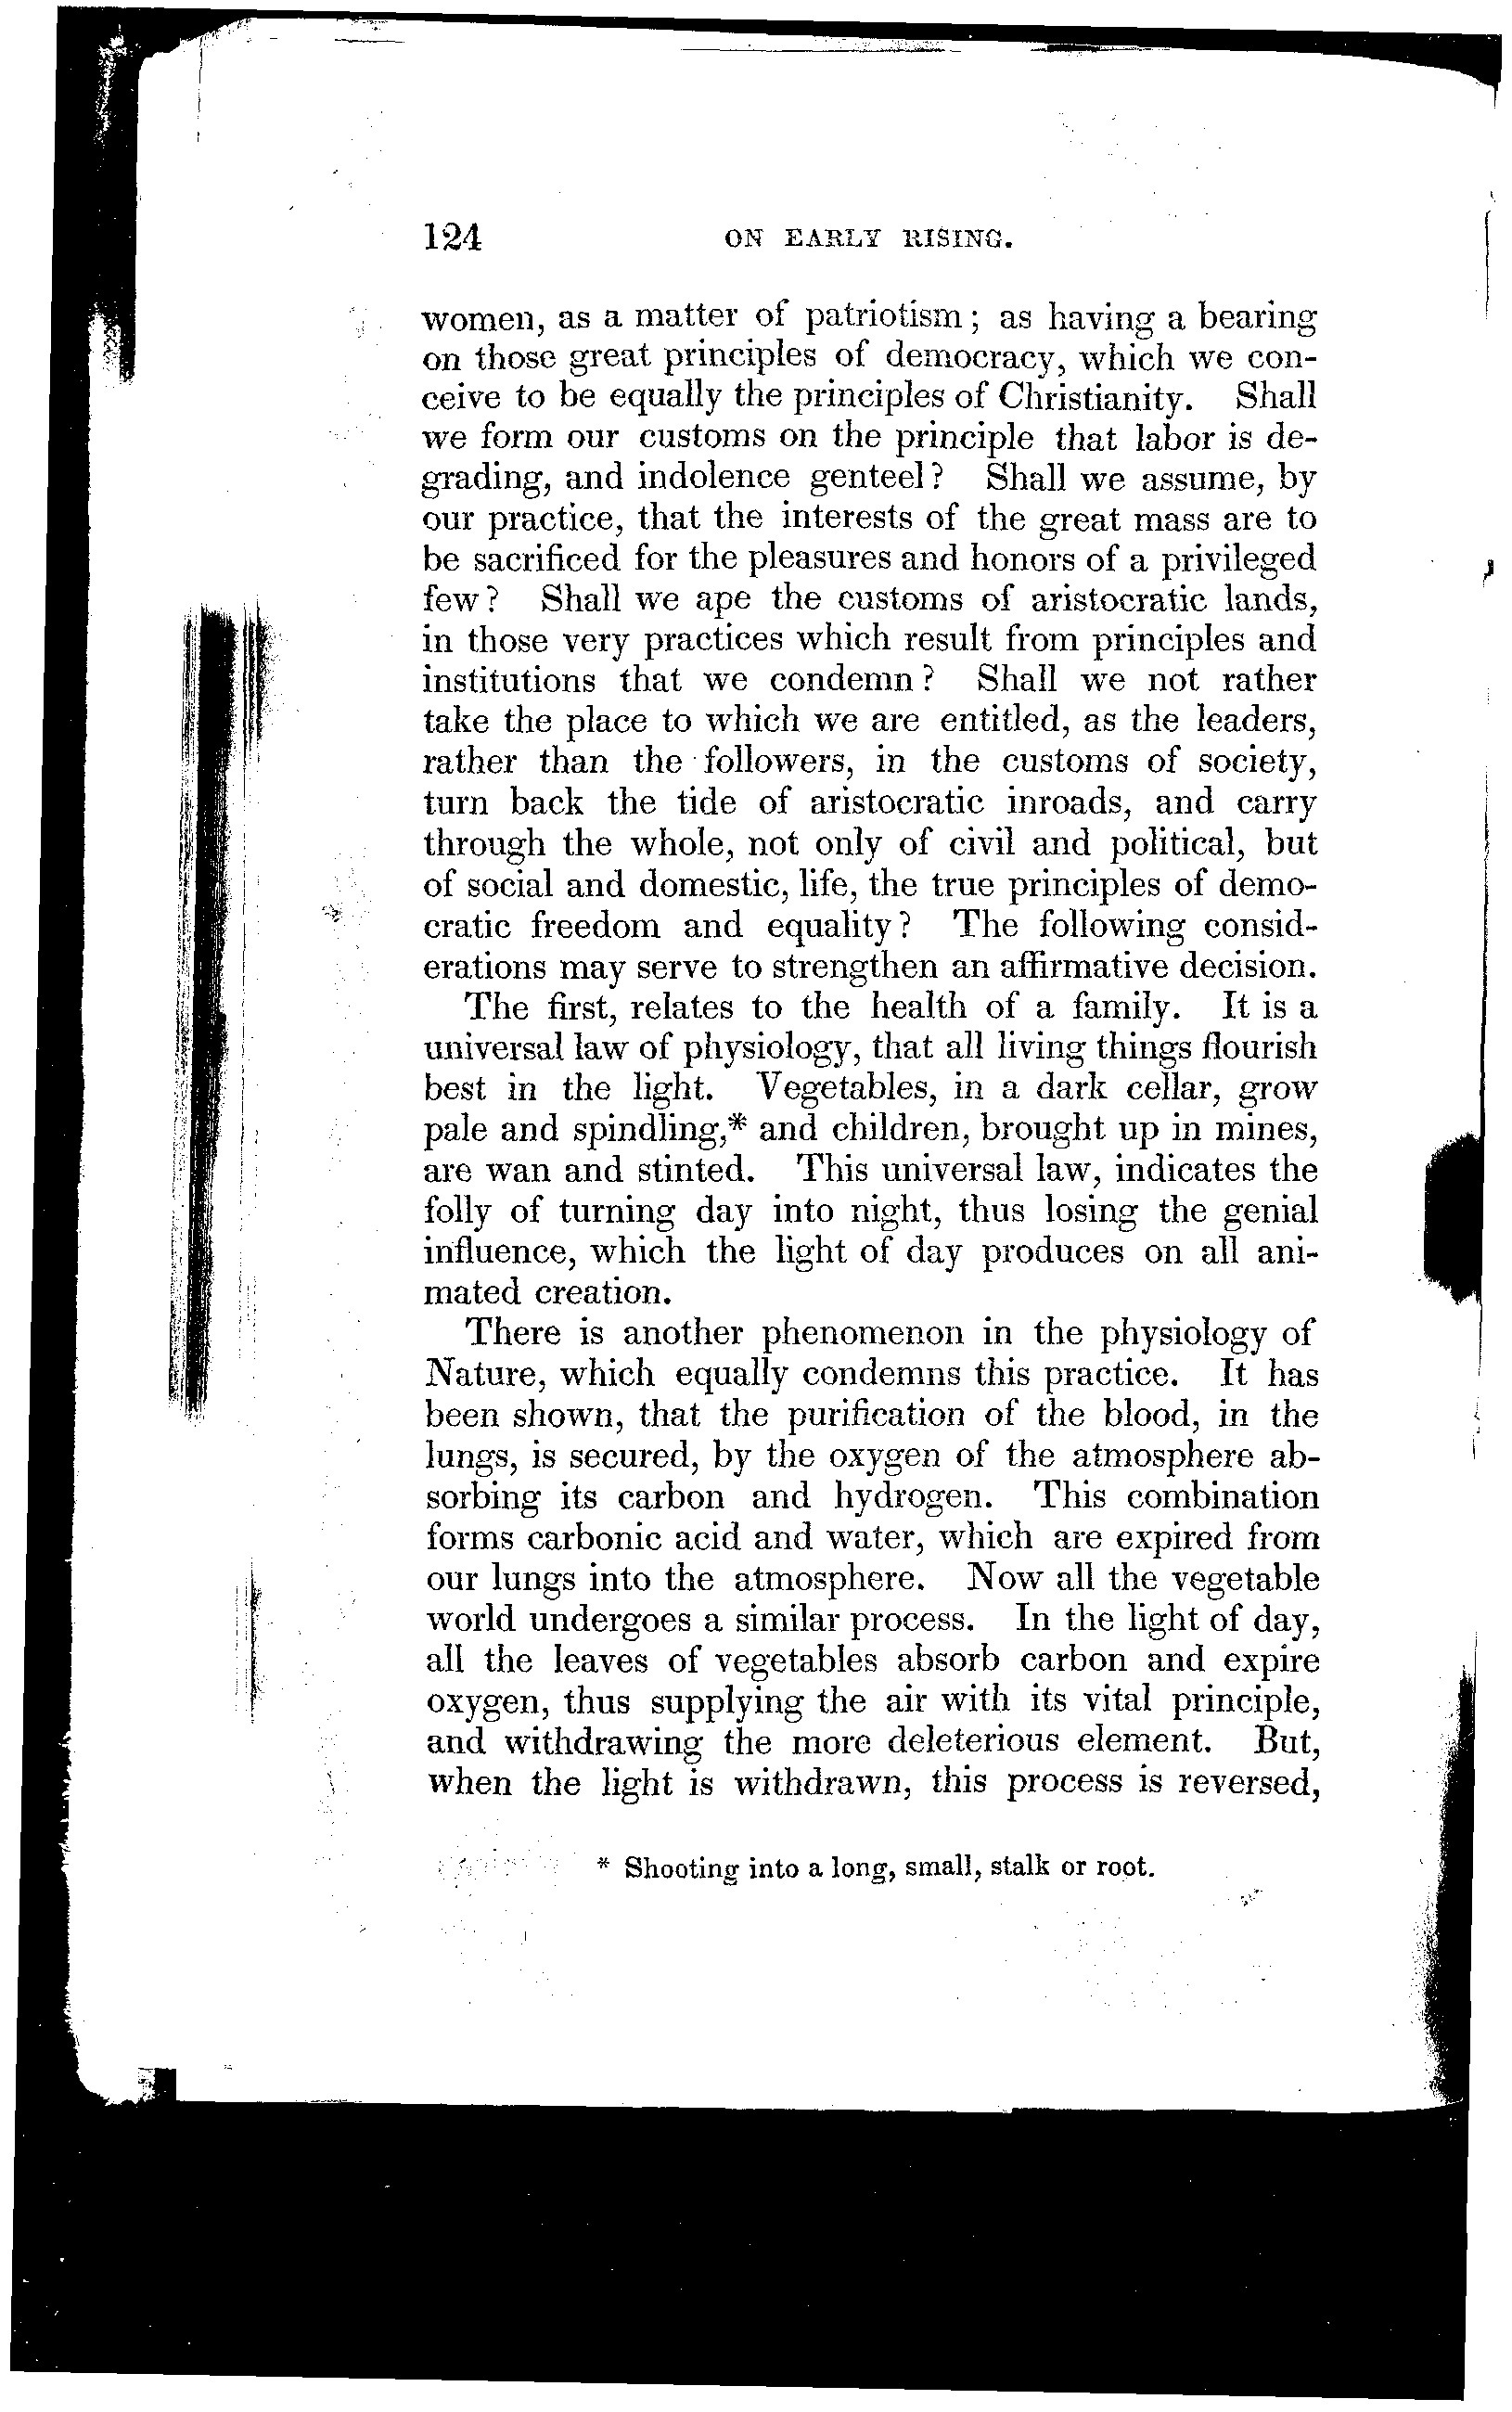 124 ON EARLY RISING.
women, as a matter of patriotism; as having a bearing
on those great principles of democracy, which we con-
ceive to be equally the principles of Christianity. Shall
we form our customs on the principle that labor is de-
grading, and indolence genteel? Shall we assume, by
our practice, that the interests of the great mass are to
be sacrificed for the pleasures and honors of a privileged
few? Shall we ape the customs of aristocratic lands,
in those very practices which result from principles and
institutions that we condemn? Shall we not rather
take the place to which we are entitled, as the leaders,
rather than the followers, in the customs of society,
turn back the tide of aristocratic inroads, and carry
through the whole, not only of civil and political, but
of social and domestic, life, the true principles of demo-
cratic freedom and equality? The following consid-
erations may serve to strengthen an affirmative decision.
The first, relates to the health of a family. It is a
universal law of physiology, that all living things flourish
best in the light. Vegetables, in a dark cellar, grow
pale and spindling,* and children, brought up in mines,
are wan and stinted. This universal law, indicates the
folly of turning day into night, thus losing the genial
influence, which the light of day produces on all ani-
mated creation.
There is another phenomenon in the physiology of
Nature, which equally condemns this practice. It has
been shown, that the purification of the blood, in the
lungs, is secured, by the oxygen of the atmosphere ab-
sorbing its carbon and hydrogen. This combination
forms carbonic acid and water, which are expired from
our lungs into the atmosphere. Now all the vegetable
world undergoes a similar process. In the light of day,
all the leaves of vegetables absorb carbon and expire
oxygen, thus supplying the air with its vital principle,
and withdrawing the more deleterious element. But,
when the light is withdrawn, this process is reversed,
* Shooting into a long, small, stalk or root.